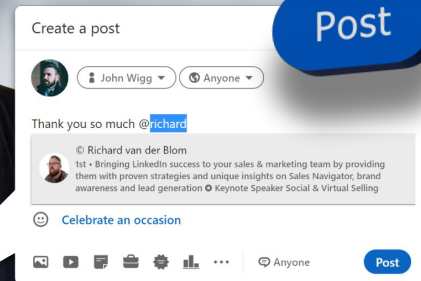 Create a post
Post
John Wigg
Anyone
Thank you so much @richard
© Richard van der Blom
1st • Bringing LinkedIn success to your sales & marketing team by providing
them with proven strategies and unique insights on Sales Navigator, brand
awareness and lead generation ✪ Keynote Speaker Social & Virtual Selling
Celebrate an occasion
Anyone
Post